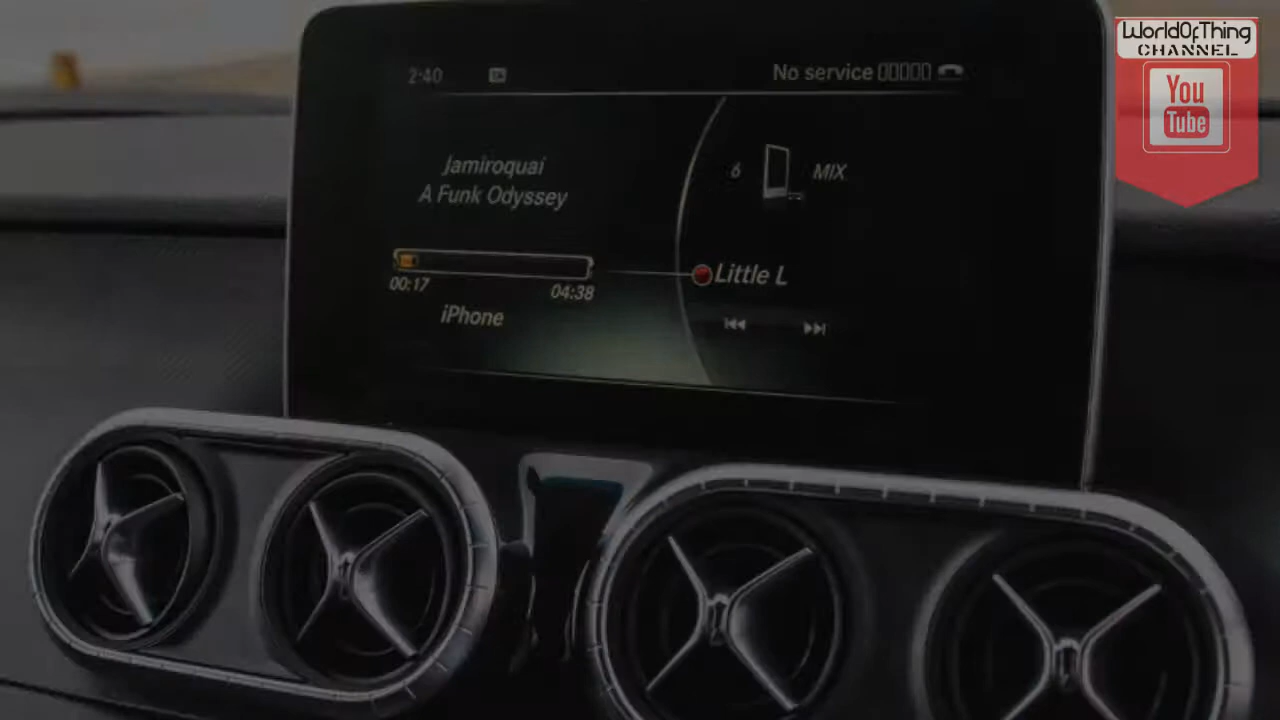 WorldOfThing
CHANNEL
You
Tube
2:40
No service
Jamiroquai
A Funk Odyssey
6
MIX
00:17
04:38
Little L
iPhone